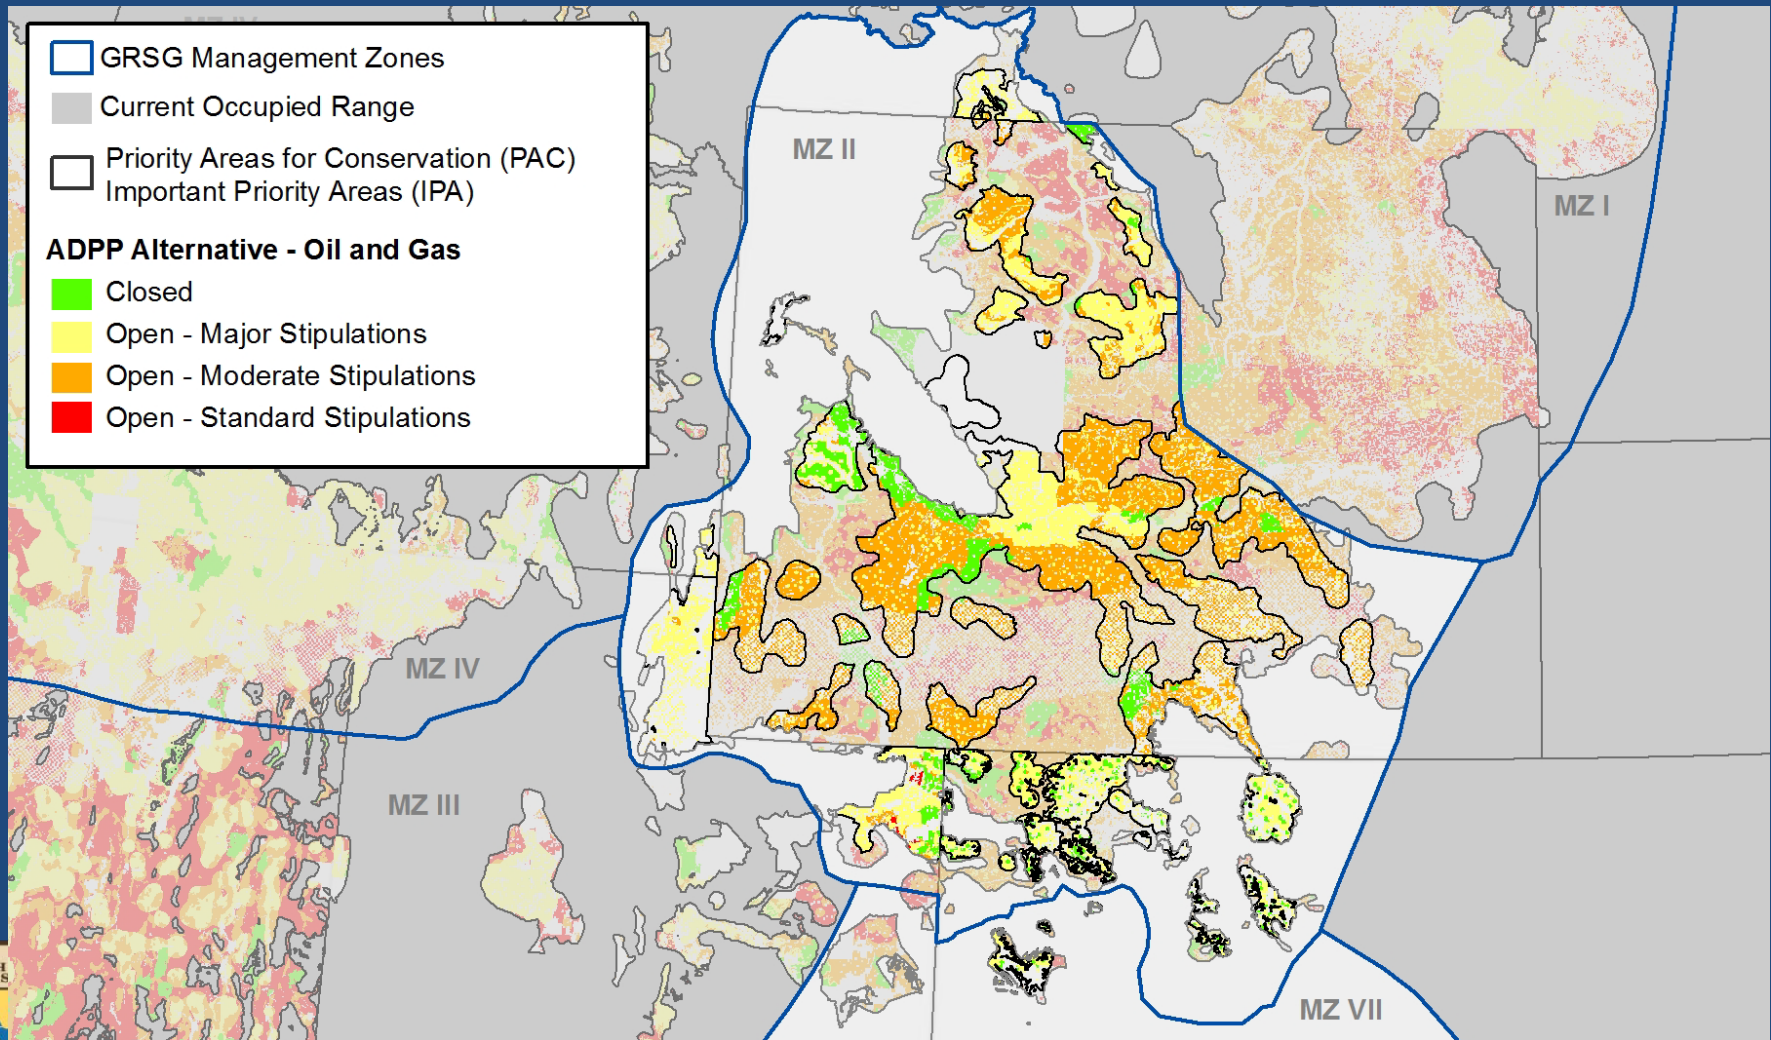 GRSG Management Zones
Current Occupied Range
Priority Areas for Conservation (PAC)
Important Priority Areas (IPA)
ADPP Alternative - Oil and Gas
Closed
Open - Major Stipulations
Open - Moderate Stipulations
Open - Standard Stipulations
MZ II
MZ I
MZ IV
MZ III
MZ VII